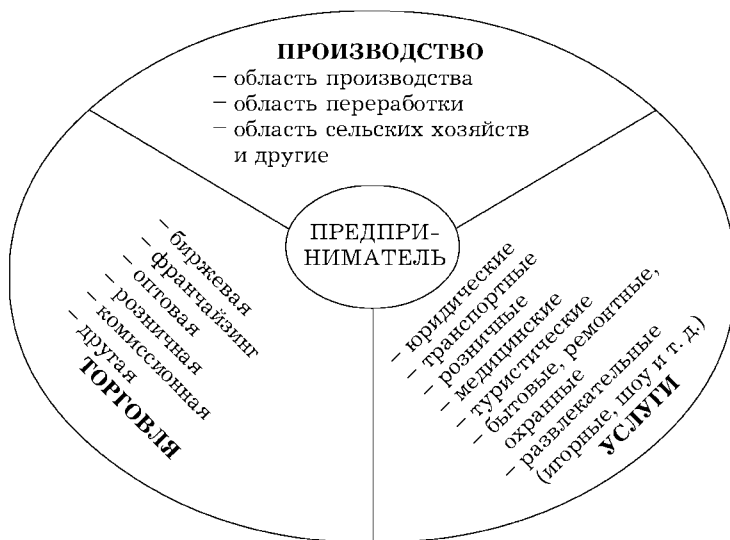 ПРОИЗВОДСТВО
– область производства
– область переработки
– область сельских хозяйств
и другие
ПРЕДПРИ-
НИМАТЕЛЬ
– биржевая
– франчайзинг
– оптовая
– розничная
– комиссионная
– другая
ТОРГОВЛЯ
– юридические
– транспортные
– розничные
– медицинские
– туристические
– бытовые, ремонтные,
охранные
– развлекательные
(игорные, шоу и т. д.)
УСЛУГИ